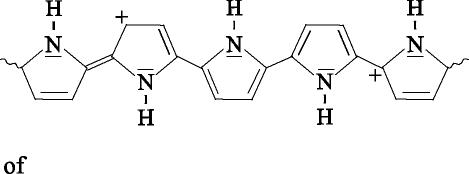 H H H
N + N N
N N +
H H
of